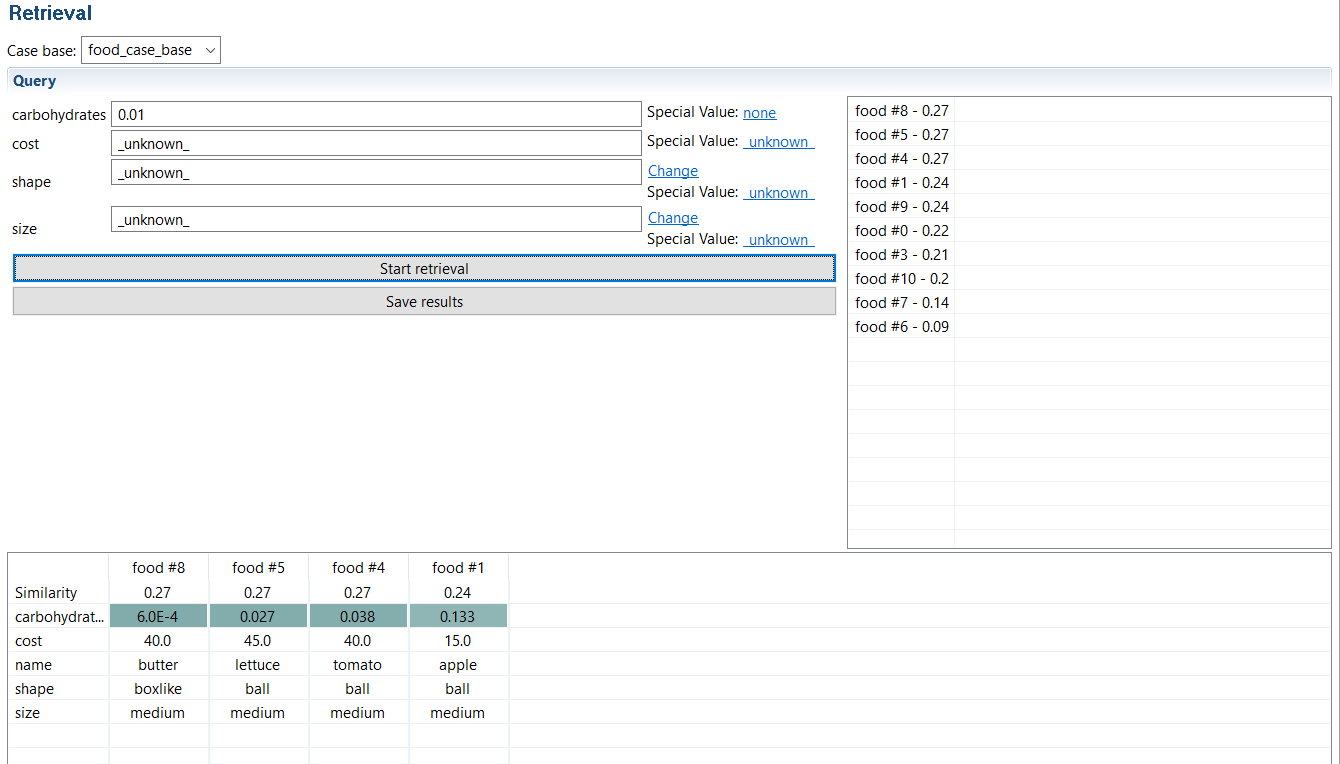 Retrieval
Case base: food_case_base
Query
carbohydrates 0.01 Special Value: none
cost _unknown_ Special Value: _unknown_
shape _unknown_ Change
Special Value: _unknown_
size _unknown_ Change
Special Value: _unknown_
Start retrieval
Save results
food #8 - 0.27
food #5 - 0.27
food #4 - 0.27
food #1 - 0.24
food #9 - 0.24
food #0 - 0.22
food #3 - 0.21
food #10 - 0.2
food #7 - 0.14
food #6 - 0.09
food #8 food #5 food #4 food #1
Similarity 0.27 0.27 0.27 0.24
carbohydrat... 6.0E-4 0.027 0.038 0.133
cost 40.0 45.0 40.0 15.0
name butter lettuce tomato apple
shape boxlike ball ball ball
size medium medium medium medium